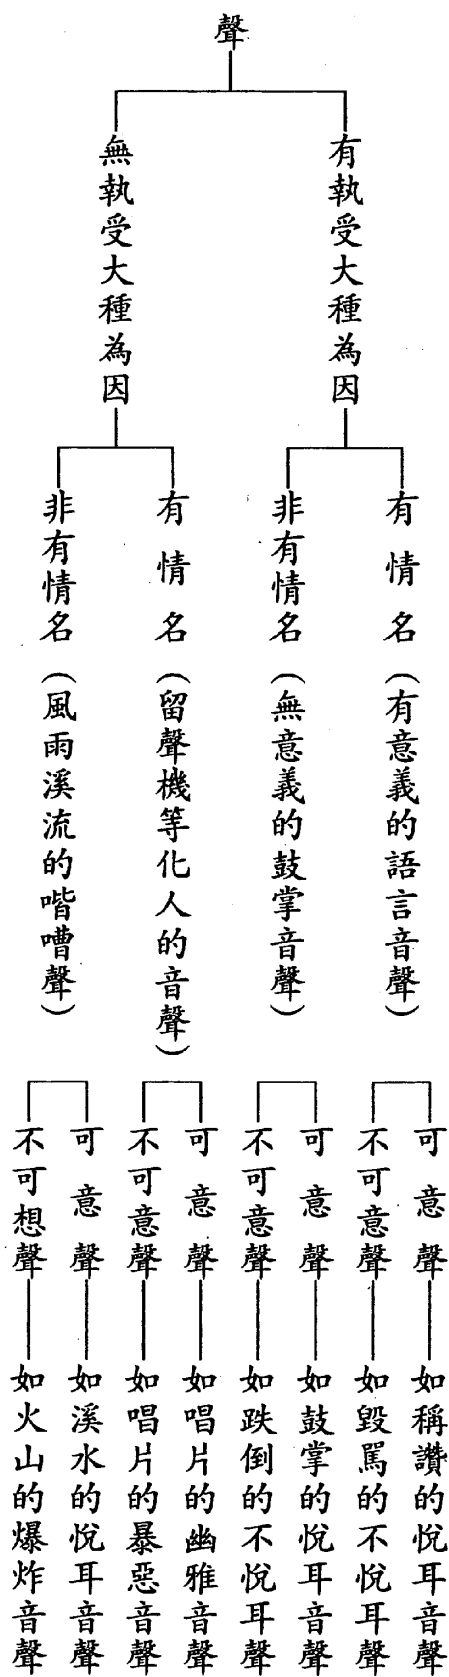 聲
有執受大種為因
無執受大種為因
有情名（有意義的語言音聲）
非有情名（無意義的鼓掌音聲）
有情名（留聲機等化人的音聲）
非有情名（風雨溪流的喈嘈聲）
可意聲
不可意聲
可意聲
不可意聲
可意聲
不可意聲
可意聲
不可想聲
如稱讚的悅耳音聲
如毀罵的不悅耳聲
如鼓掌的悅耳音聲
如跌倒的不悅耳聲
如唱片的幽雅音聲
如唱片的暴惡音聲
如溪水的悅耳音聲
如火山的爆炸音聲